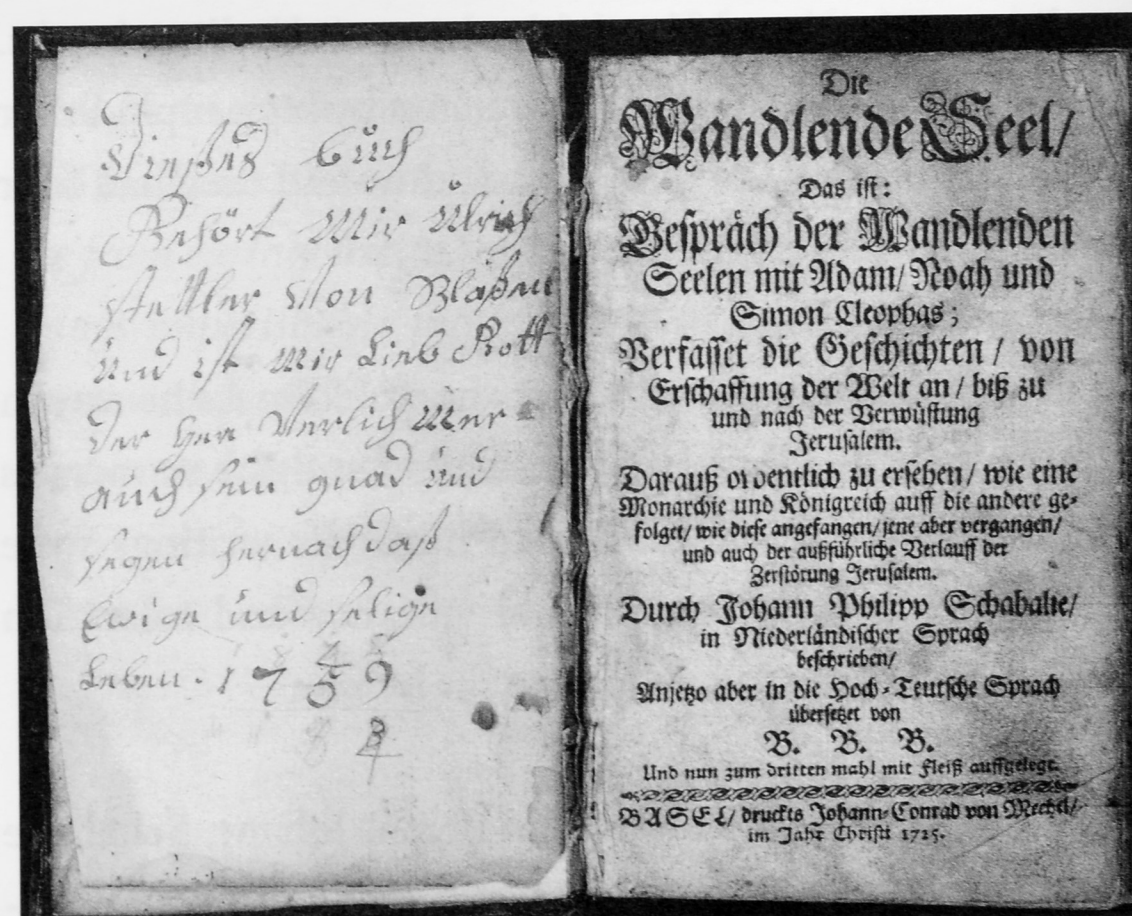 Dießes buch
Gehört Mir Ulrich
stettler Von
Und ist Mir Lieb Gott
der Herr Verlich Mier
auch sein gnad und
segen hernach daß
Ewige und selige
Leben. 1759
Die
Wandlende Seel/
Das ist:
Gespräch der Wandlenden
Seelen mit Adam/ Noah und
Simon Cleophas;
Verfasset die Geschichten/ von
Erschaffung der Welt an/ biß zu
und nach der Verwüstung
Jerusalem.
Darauß ordentlich zu ersehen/ wie eine
Monarchie und Königreich auff die andere ge-
folget/ wie diese angefangen/ jene aber vergangen/
und auch der außführliche Verlauff der
Zerstörung Jerusalem.
Durch Johann Philipp Schabalie/
in Niederländischer Sprach
beschrieben/
Anjetzo aber in die Hoch-Teutsche Sprach
übersetzet von
B. B. B.
Und nun zum dritten mahl mit Fleiß auffgelegt.
BASEL/ druckts Johann-Conrad von Mechel/
im Jahr Christi 1725.